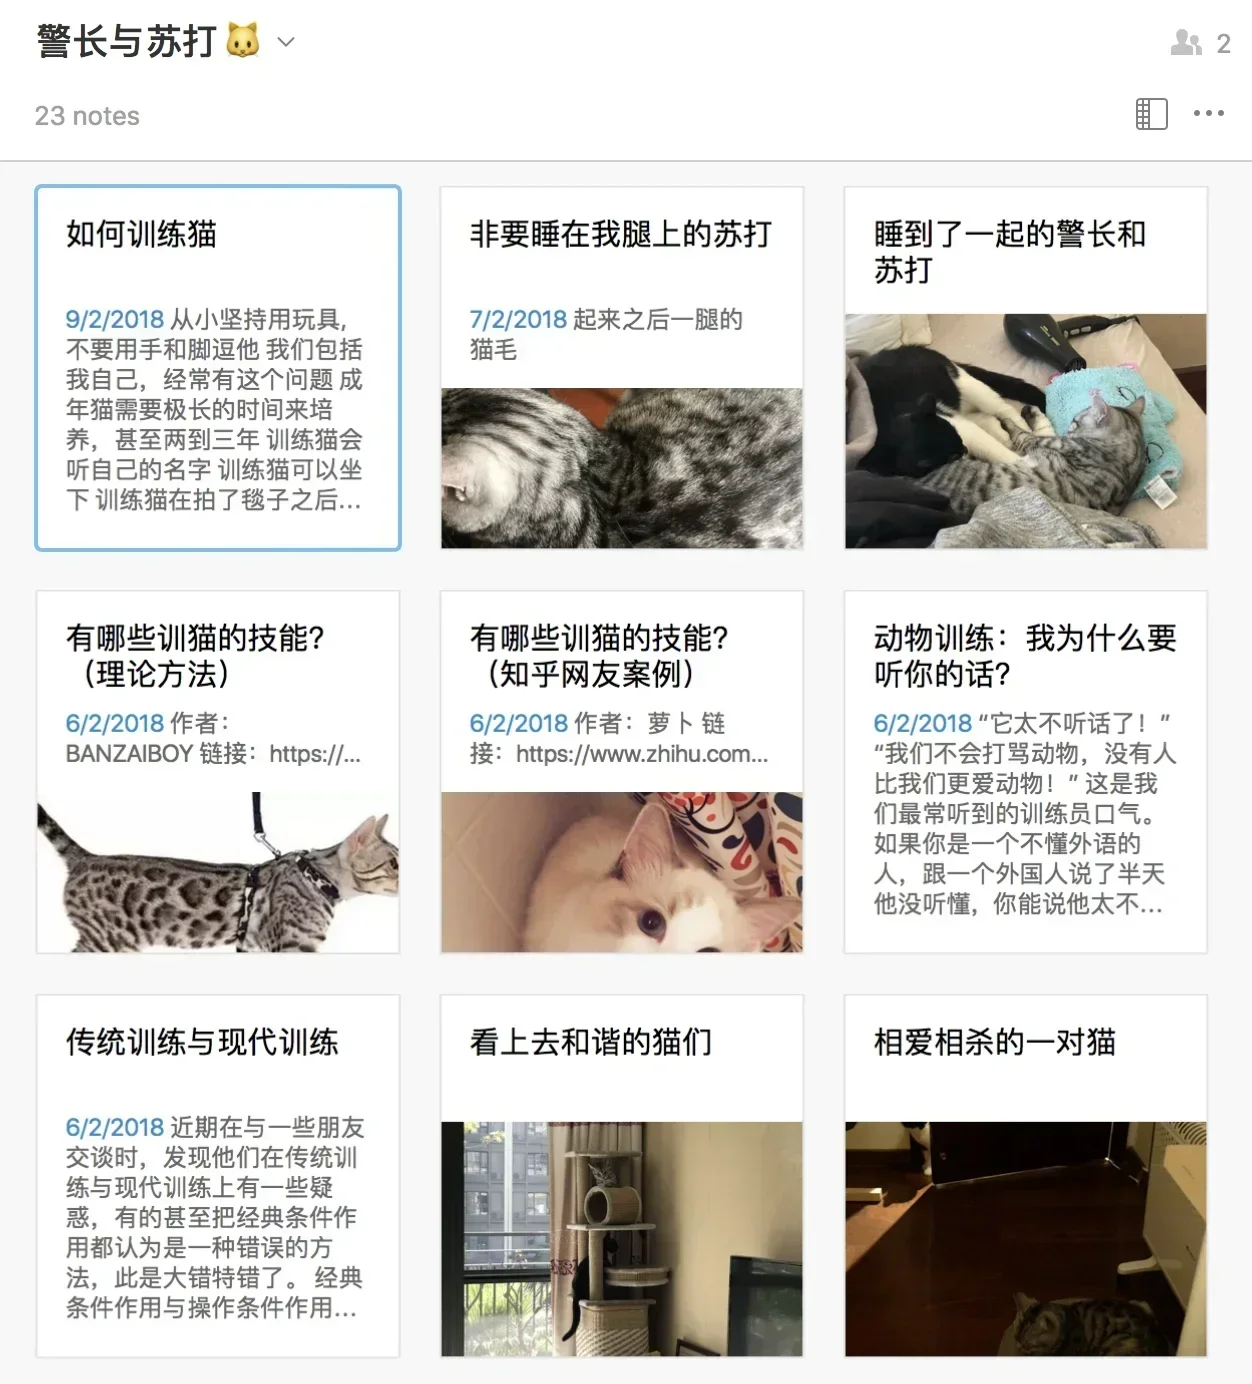 警长与苏打🐱
2
23 notes
如何训练猫
9/2/2018 从小坚持用玩具,
不要用手和脚逗他 我们包括
我自己，经常有这个问题 成
年猫需要极长的时间来培
养，甚至两到三年 训练猫会
听自己的名字 训练猫可以坐
下 训练猫在拍了毯子之后...
非要睡在我腿上的苏打
7/2/2018 起来之后一腿的
猫毛
睡到了一起的警长和
苏打
有哪些训猫的技能？
（理论方法）
6/2/2018 作者：
BANZAIBOY 链接：https://...
有哪些训猫的技能？
（知乎网友案例）
6/2/2018 作者：萝卜 链
接：https://www.zhihu.com...
动物训练：我为什么要
听你的话？
6/2/2018 “它太不听话了！”
“我们不会打骂动物，没有人
比我们更爱动物！” 这是我
们最常听到的训练员口气。
如果你是一个不懂外语的
人，跟一个外国人说了半天
他没听懂，你能说他太不...
传统训练与现代训练
6/2/2018 近期在与一些朋友
交谈时，发现他们在传统训
练与现代训练上有一些疑
惑，有的甚至把经典条件作
用都认为是一种错误的方
法，此是大错特错了。 经典
条件作用与操作条件作用...
看上去和谐的猫们
相爱相杀的一对猫